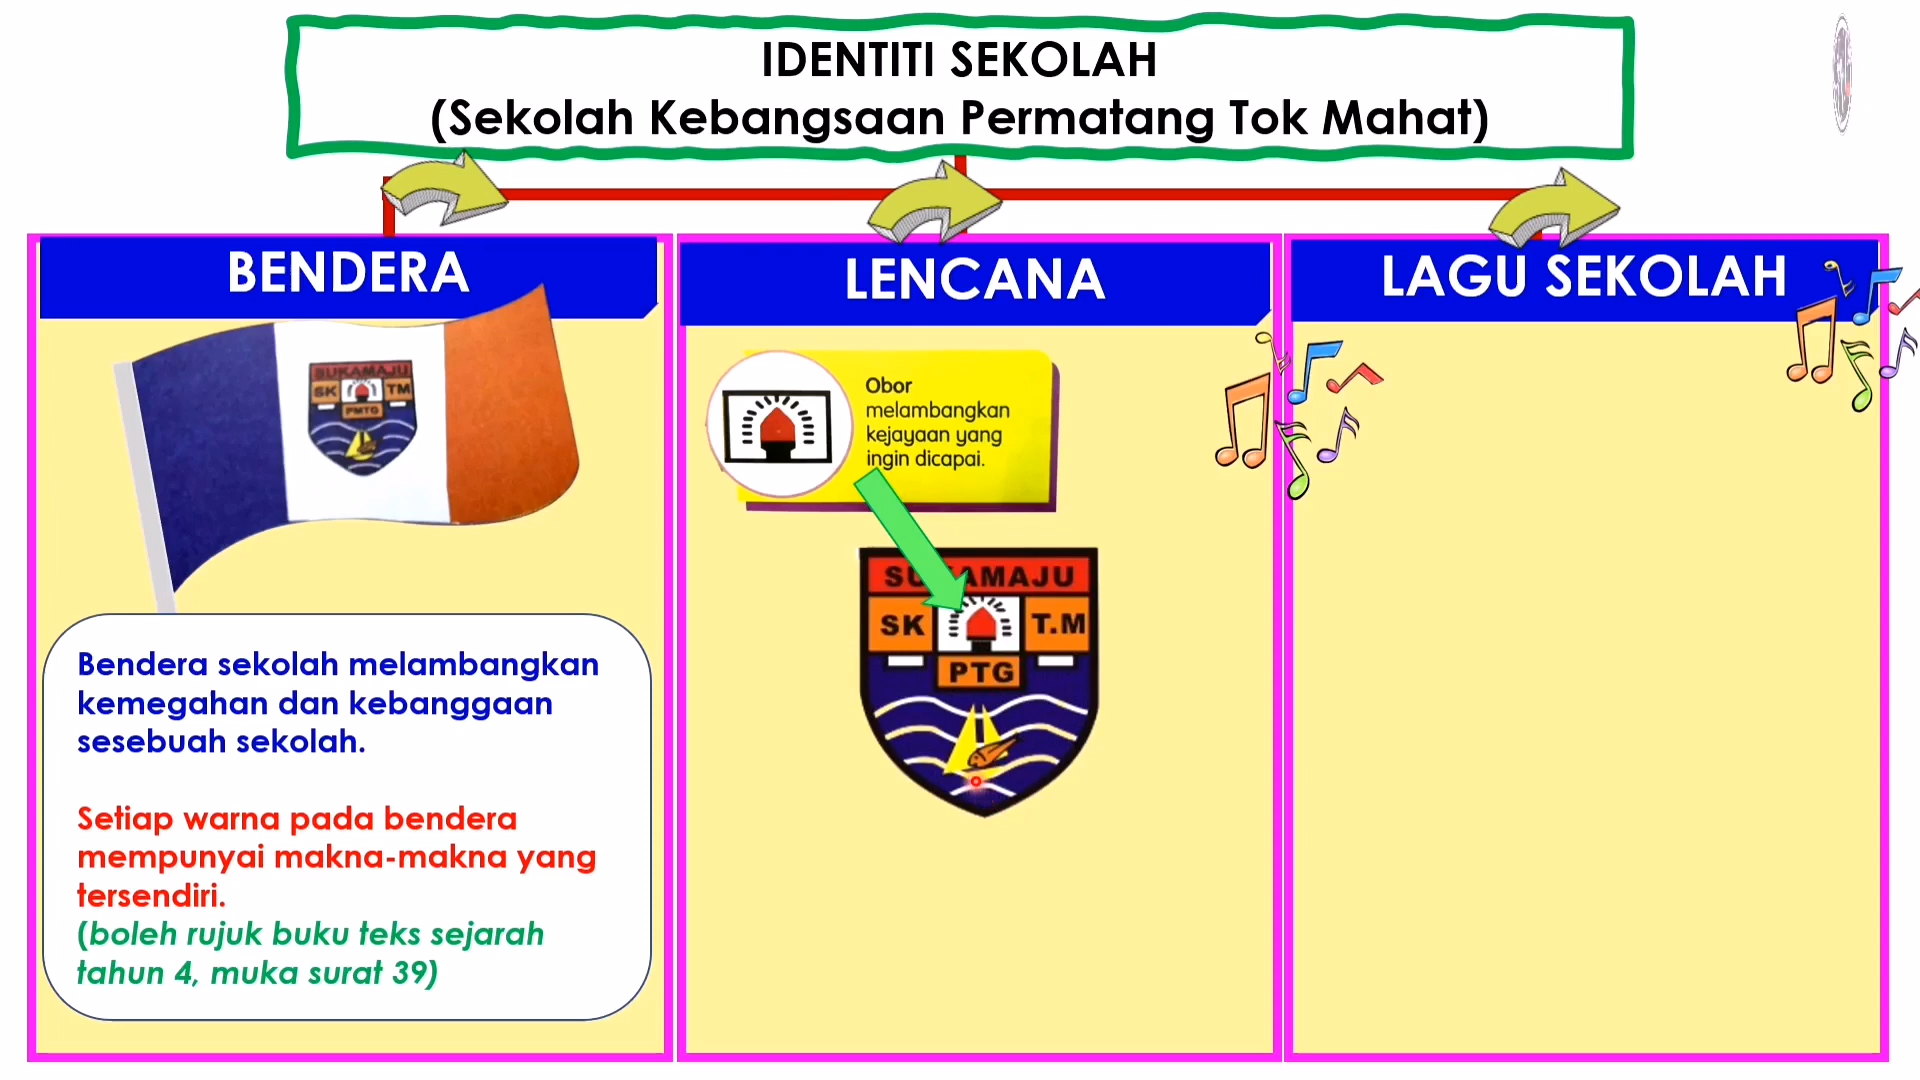 IDENTITI SEKOLAH
(Sekolah Kebangsaan Permatang Tok Mahat)
BENDERA
SUKAMAJU
SK TM
PMTG
Bendera sekolah melambangkan
kemegahan dan kebanggaan
sesebuah sekolah.
Setiap warna pada bendera
mempunyai makna-makna yang
tersendiri.
(boleh rujuk buku teks sejarah
tahun 4, muka surat 39)
LENCANA
Obor
melambangkan
kejayaan yang
ingin dicapai.
SK T.M
PTG
LAGU SEKOLAH